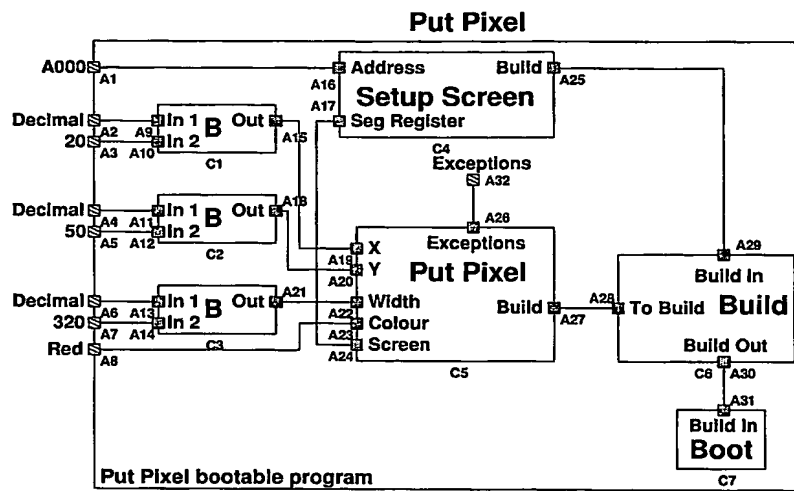 Put Pixel
A000
A1
A16
Address
Build
A25
Setup Screen
A17
Seg Register
C4
Decimal
A2
A9
In 1
B
Out
A15
20
A3
A10
In 2
C1
Exceptions
A32
Decimal
A4
A11
In 1
B
Out
A18
50
A5
A12
In 2
C2
A26
Exceptions
A19
X
A20
Y
Put Pixel
A29
Build In
Decimal
A6
A13
In 1
B
Out
A21
Width
Build
A27
A28
To Build
Build
320
A7
A14
In 2
C3
A22
Colour
Red
A8
A23
Screen
A24
C5
Build Out
C6
A30
A31
Build In
Boot
C7
Put Pixel bootable program